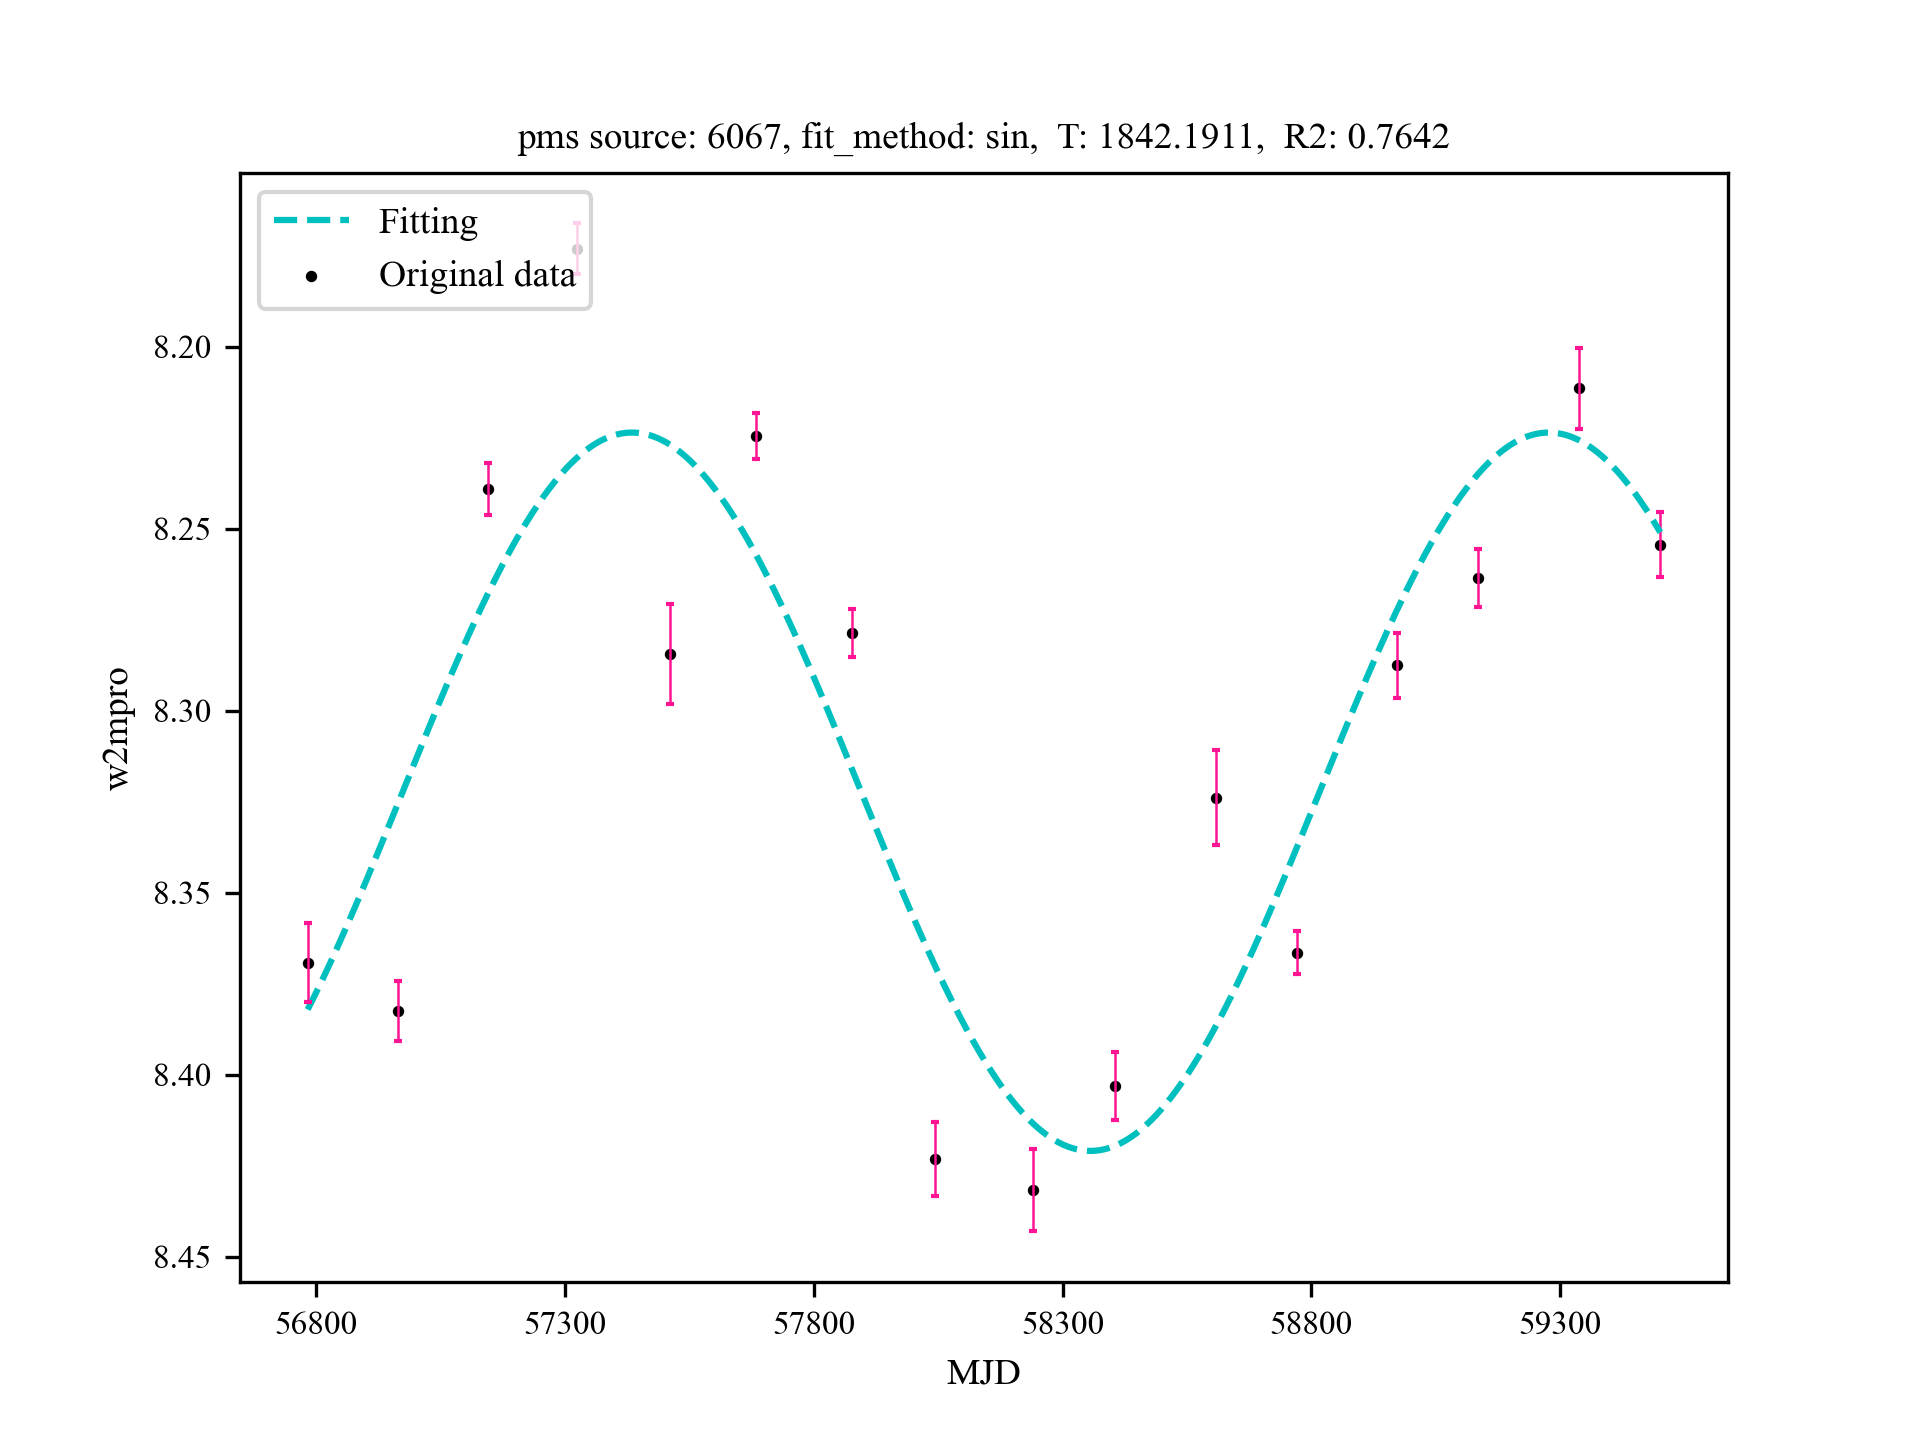 pms source: 6067, fit_method: sin,  T: 1842.1911,  R2: 0.7642
Fitting
Original data
8.20
8.25
8.30
8.35
8.40
8.45
w2mpro
56800 57300 57800 58300 58800 59300
MJD